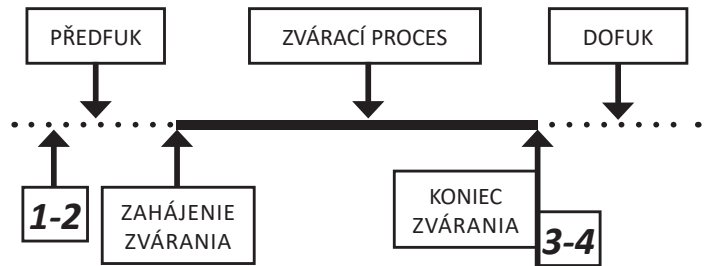 PŘEDFUK
ZVÁRACÍ PROCES
DOFUK
1-2
ZAHÁJENIE
ZVÁRANIA
KONIEC
ZVÁRANIA
3-4